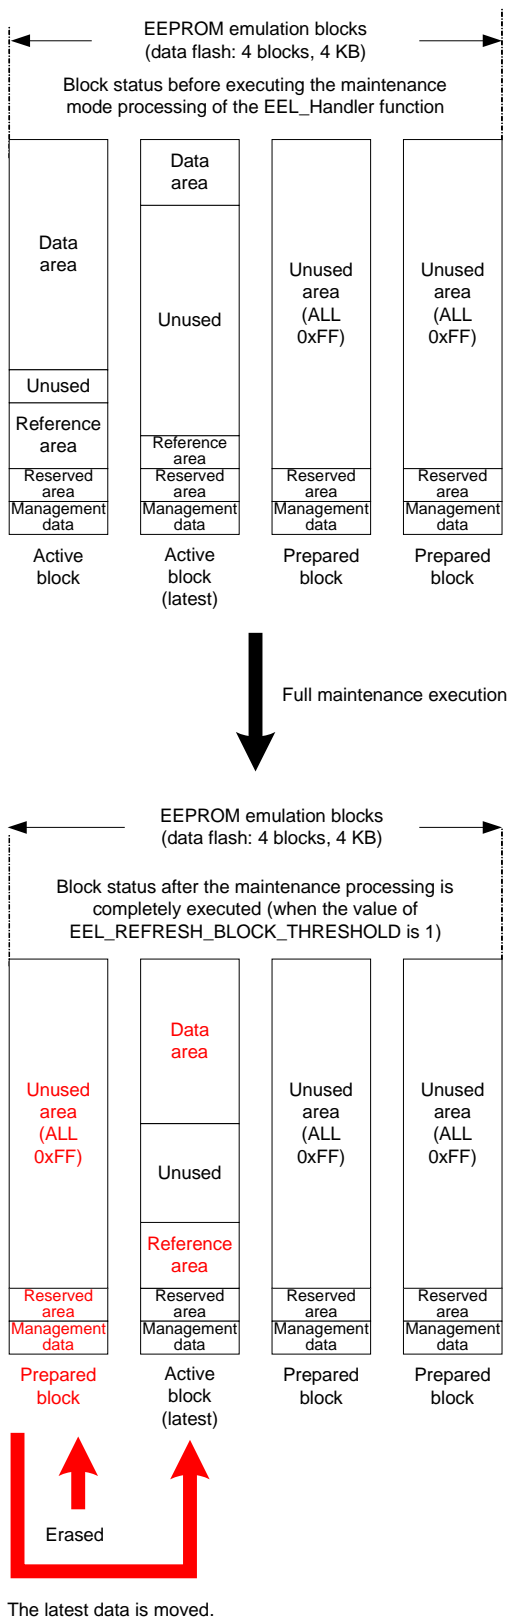 EEPROM emulation blocks
(data flash: 4 blocks, 4 KB)
Block status before executing the maintenance
mode processing of the EEL_Handler function
Data
area
Unused
Reference
area
Reserved
area
Management
data
Active
block
Data
area
Unused
Reference
area
Reserved
area
Management
data
Active
block
(latest)
Unused
area
(ALL
0xFF)
Reserved
area
Management
data
Prepared
block
Unused
area
(ALL
0xFF)
Reserved
area
Management
data
Prepared
block
Full maintenance execution
EEPROM emulation blocks
(data flash: 4 blocks, 4 KB)
Block status after the maintenance processing is
completely executed (when the value of
EEL_REFRESH_BLOCK_THRESHOLD is 1)
Unused
area
(ALL
0xFF)
Reserved
area
Management
data
Prepared
block
Data
area
Unused
Reference
area
Reserved
area
Management
data
Active
block
(latest)
Unused
area
(ALL
0xFF)
Reserved
area
Management
data
Prepared
block
Unused
area
(ALL
0xFF)
Reserved
area
Management
data
Prepared
block
Erased
The latest data is moved.